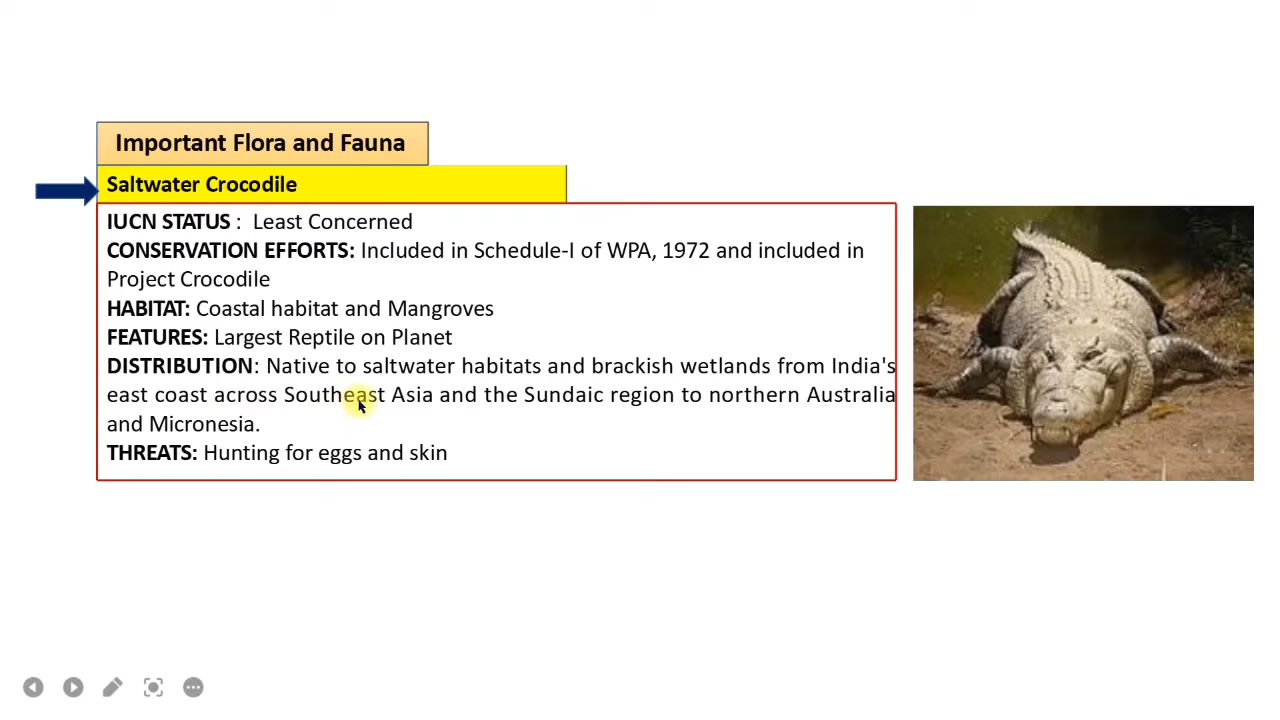 Important Flora and Fauna
Saltwater Crocodile
IUCN STATUS : Least Concerned
CONSERVATION EFFORTS: Included in Schedule-I of WPA, 1972 and included in
Project Crocodile
HABITAT: Coastal habitat and Mangroves
FEATURES: Largest Reptile on Planet
DISTRIBUTION: Native to saltwater habitats and brackish wetlands from India's
east coast across Southeast Asia and the Sundaic region to northern Australia
and Micronesia.
THREATS: Hunting for eggs and skin